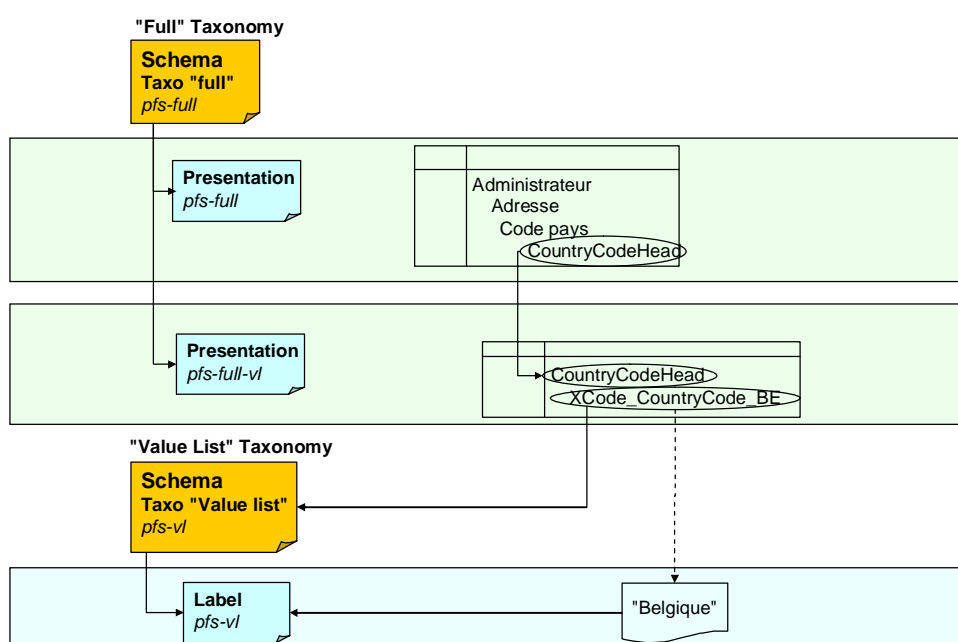 "Full" Taxonomy
Schema
Taxo "full"
pfs-full
Presentation
pfs-full
Administrateur
Adresse
Code pays
CountryCodeHead
Presentation
pfs-full-vl
CountryCodeHead
XCode_CountryCode_BE
"Value List" Taxonomy
Schema
Taxo "Value list"
pfs-vl
Label
pfs-vl
"Belgique"